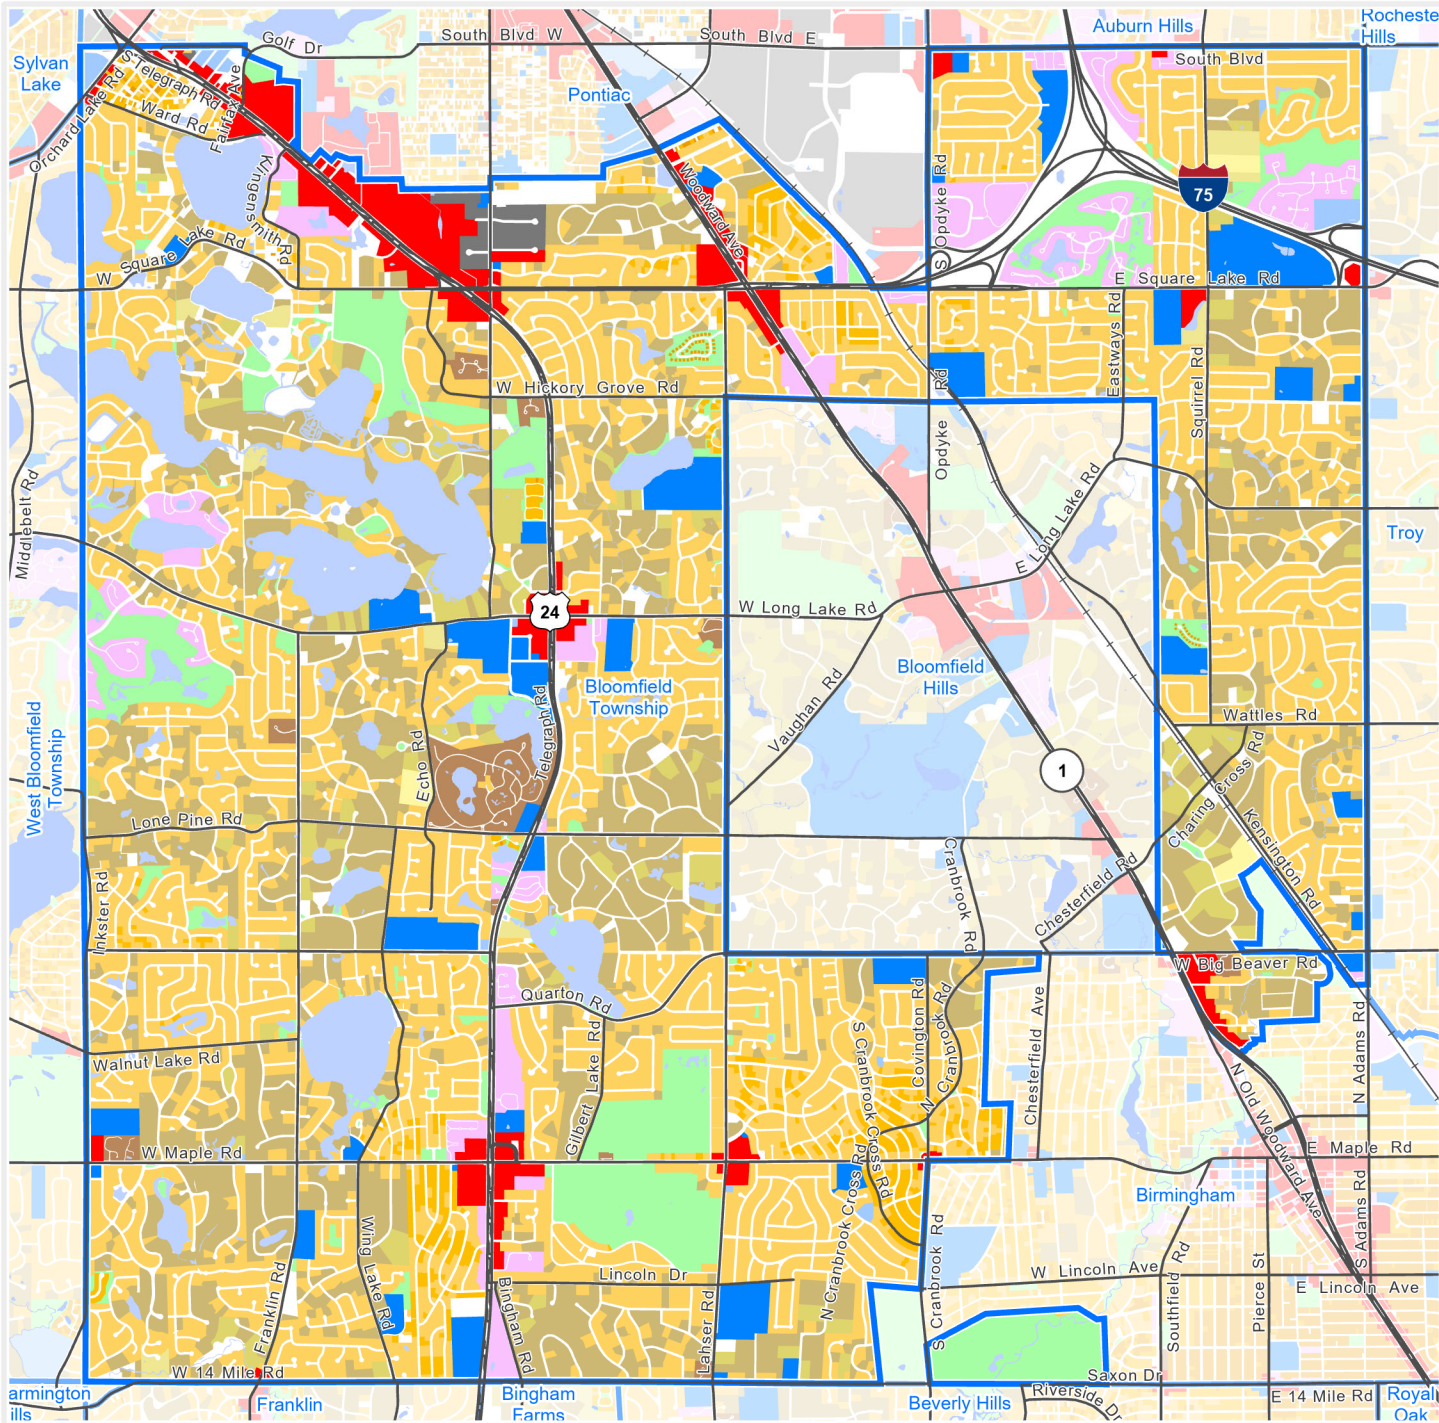 Auburn Hills
Rocheste
Hills
Golf Dr
South Blvd W
South Blvd E
South Blvd
Sylvan
Lake
S Telegraph Rd
Orchard Lake Rd
Ward Rd
Fairfax Ave
Pontiac
Kingensmith Rd
Woodward Ave
S Opdyke Rd
75
W Square Lake Rd
E Square Lake Rd
Eastways Rd
Squirrel Rd
W Hickory Grove Rd
Opdyke Rd
Middlebelt Rd
E Long Lake Rd
Troy
24
W Long Lake Rd
Bloomfield
Hills
Bloomfield
Township
Vaughan Rd
Telegraph Rd
Echo Rd
West Bloomfield
Township
Wattles Rd
1
Charing Cross Rd
Lone Pine Rd
Kensington Rd
Cranbrook Rd
Chesterfield Rd
Inkster Rd
W Big Beaver Rd
Quarton Rd
Covington Rd
N Cranbrook Rd
S Cranbrook Cross Rd
Chesterfield Ave
N Adams Rd
Walnut Lake Rd
Gilbert Lake Rd
N Old Woodward Ave
W Maple Rd
E Maple Rd
N Cranbrook Cross Rd
Birmingham
Wing Lake Rd
Franklin Rd
S Cranbrook Rd
Southfield Rd
Pierce St
S Adams Rd
Lincoln Dr
W Lincoln Ave
E Lincoln Ave
Bingham Rd
Lahser Rd
W 14 Mile Rd
Saxon Dr
Riverside Dr
E 14 Mile Rd
armington
ills
Franklin
Bingham
Farms
Beverly Hills
Royal
Oak